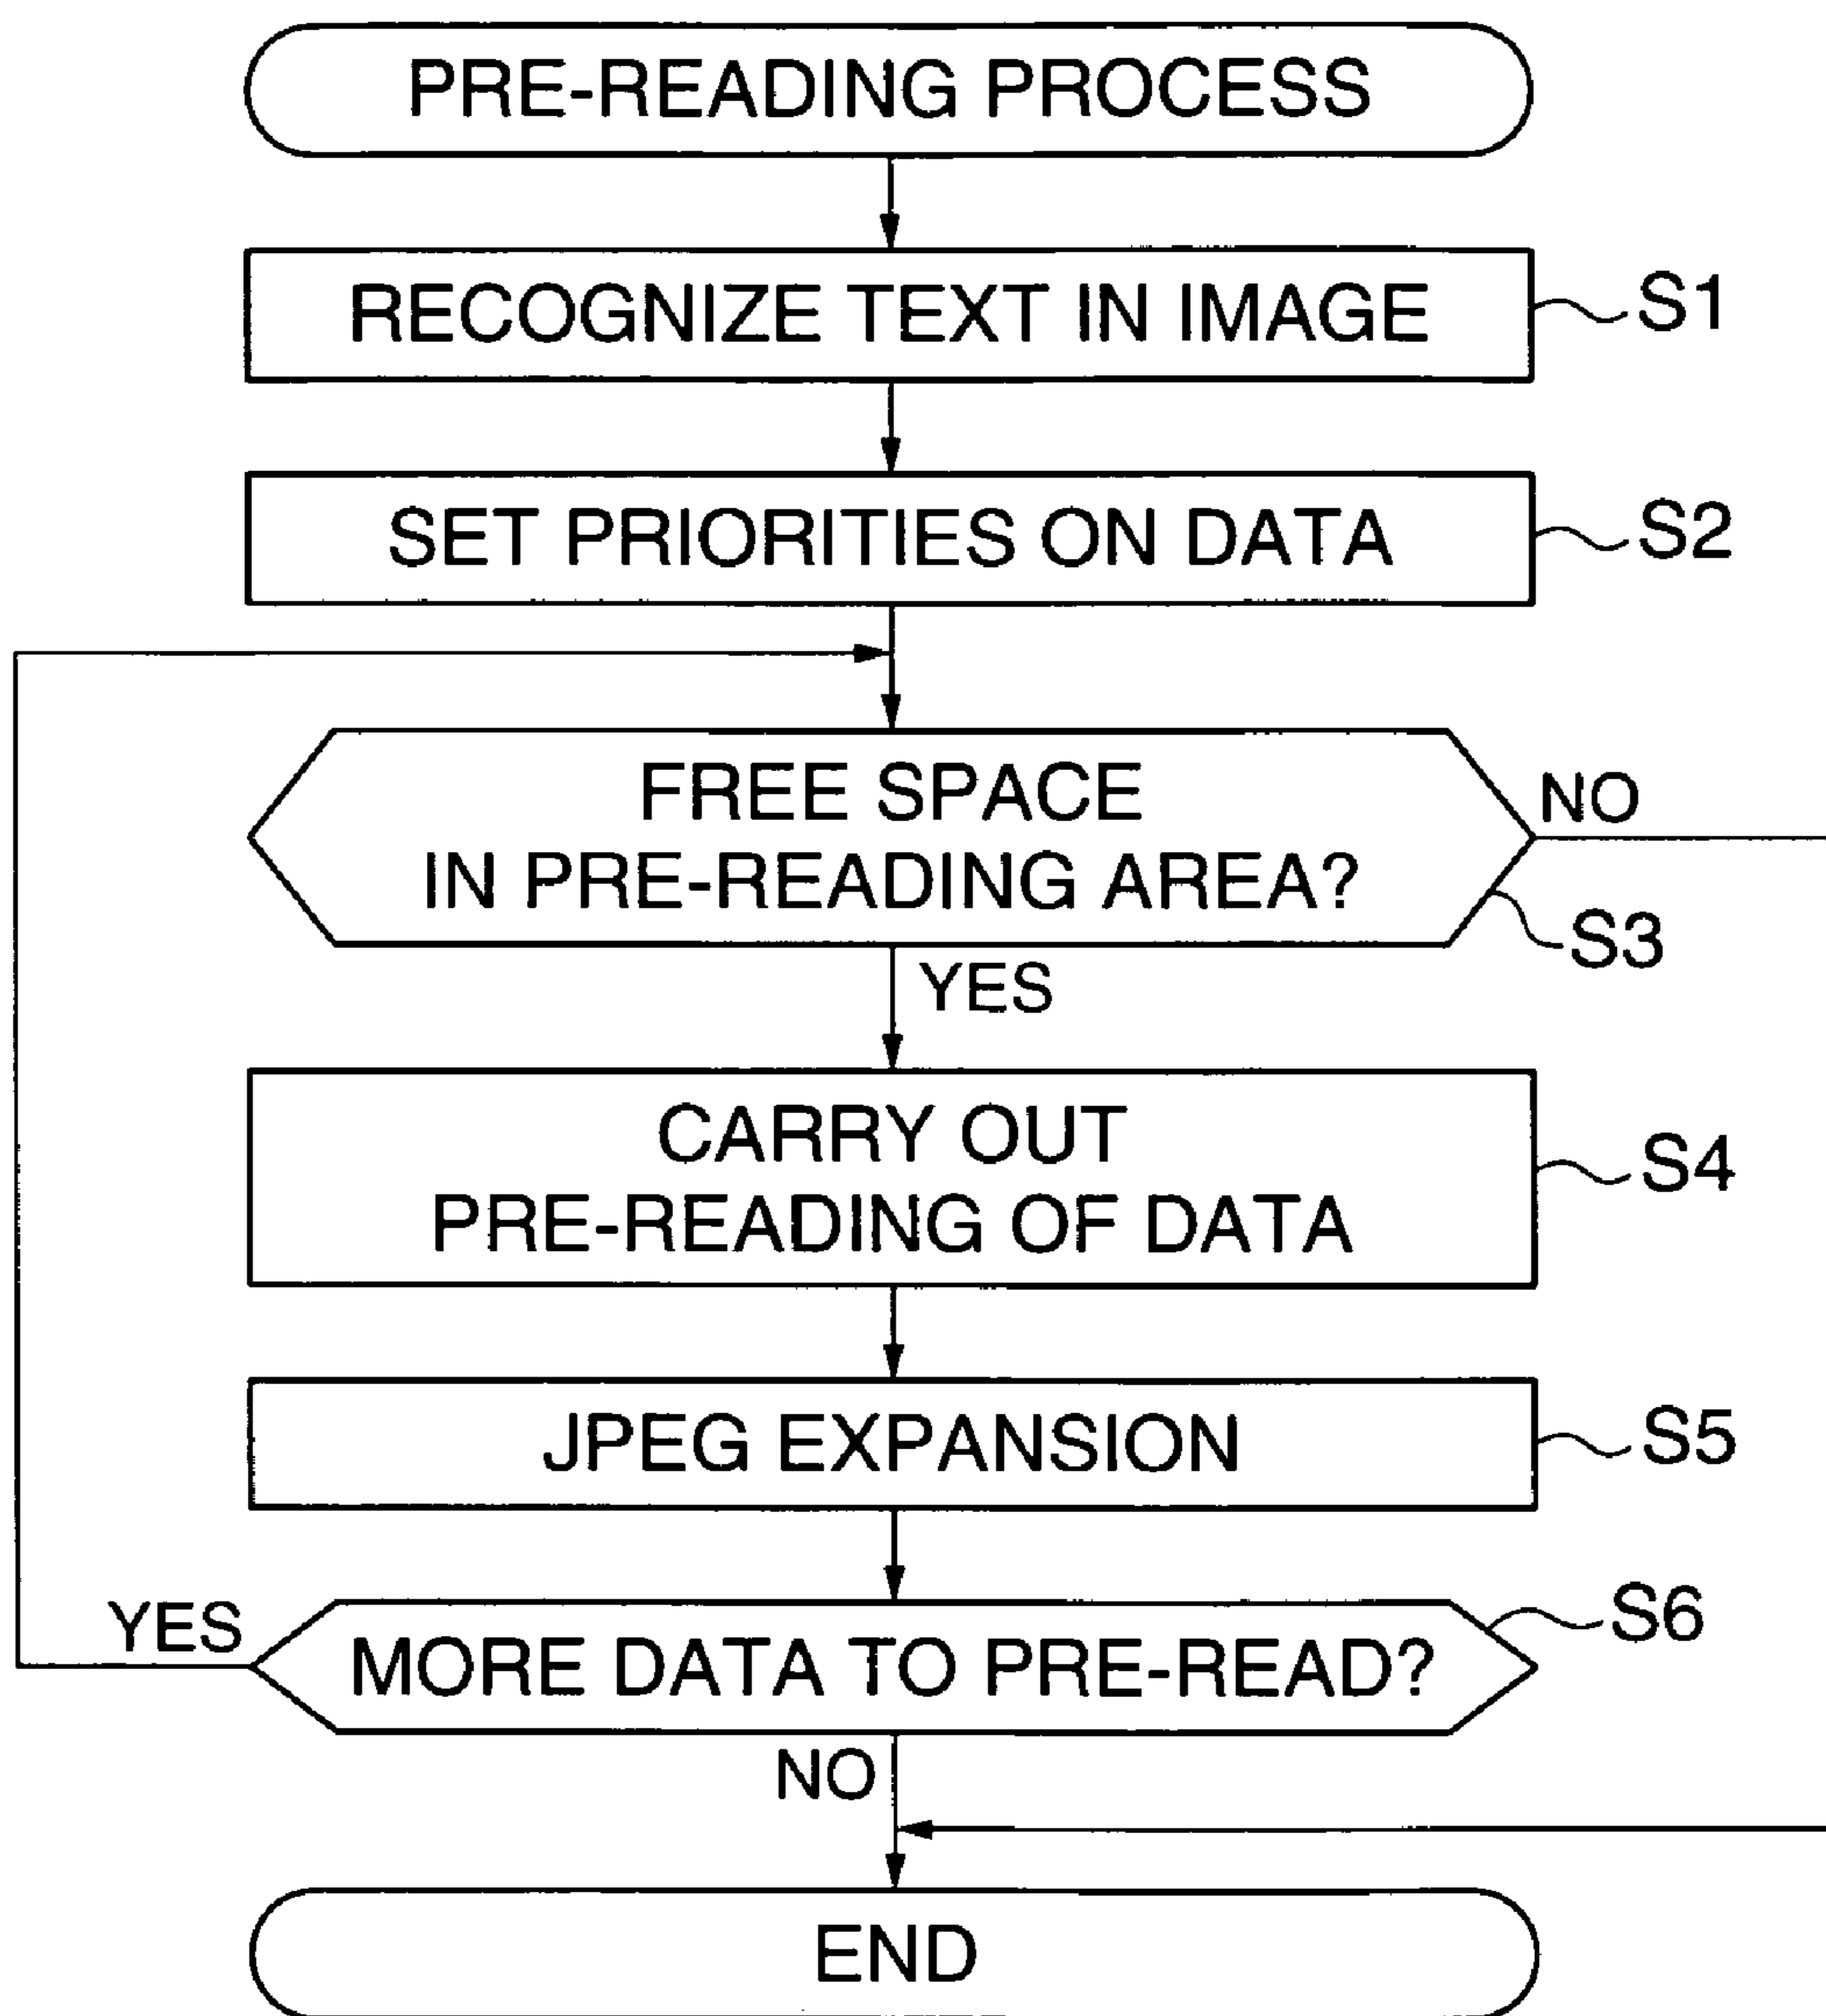 PRE-READING PROCESS
RECOGNIZE TEXT IN IMAGE
S1
SET PRIORITIES ON DATA
S2
FREE SPACE
IN PRE-READING AREA?
NO
S3
YES
CARRY OUT
PRE-READING OF DATA
S4
JPEG EXPANSION
S5
YES
MORE DATA TO PRE-READ?
S6
NO
END